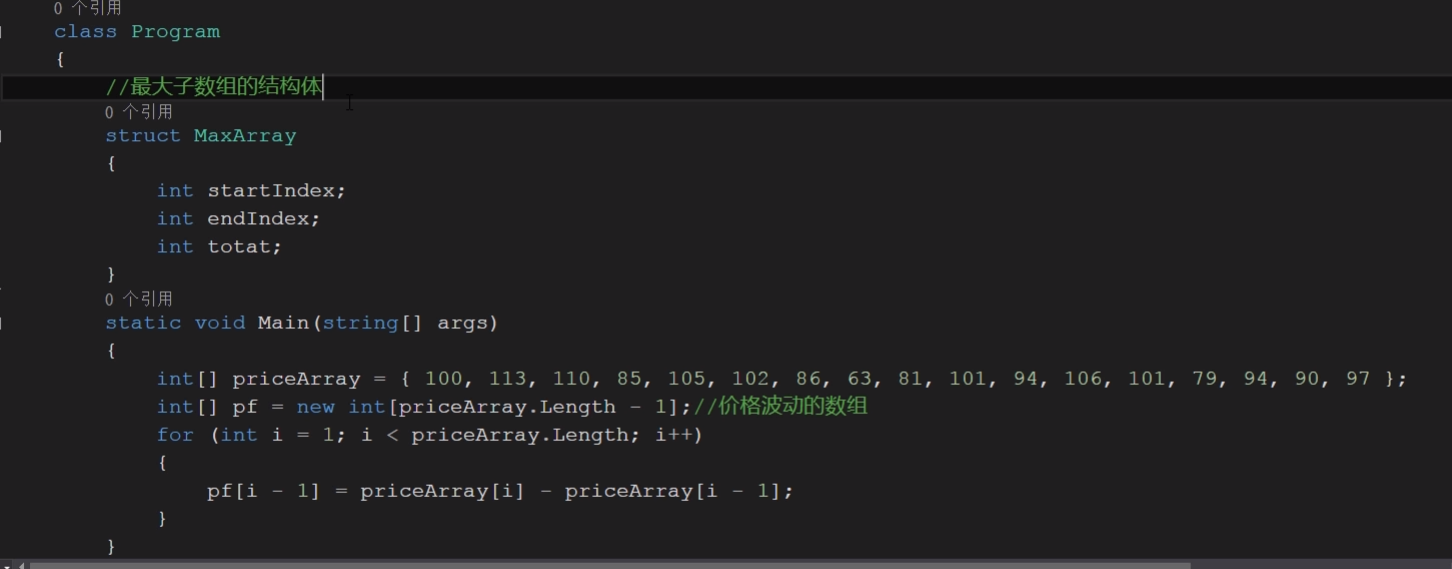 0 个引用
class Program
{
//最大子数组的结构体
0 个引用
struct MaxArray
{
int startIndex;
int endIndex;
int totat;
}
0 个引用
static void Main(string[] args)
{
int[] priceArray = { 100, 113, 110, 85, 105, 102, 86, 63, 81, 101, 94, 106, 101, 79, 94, 90, 97 };
int[] pf = new int[priceArray.Length - 1];//价格波动的数组
for (int i = 1; i < priceArray.Length; i++)
{
pf[i - 1] = priceArray[i] - priceArray[i - 1];
}
}